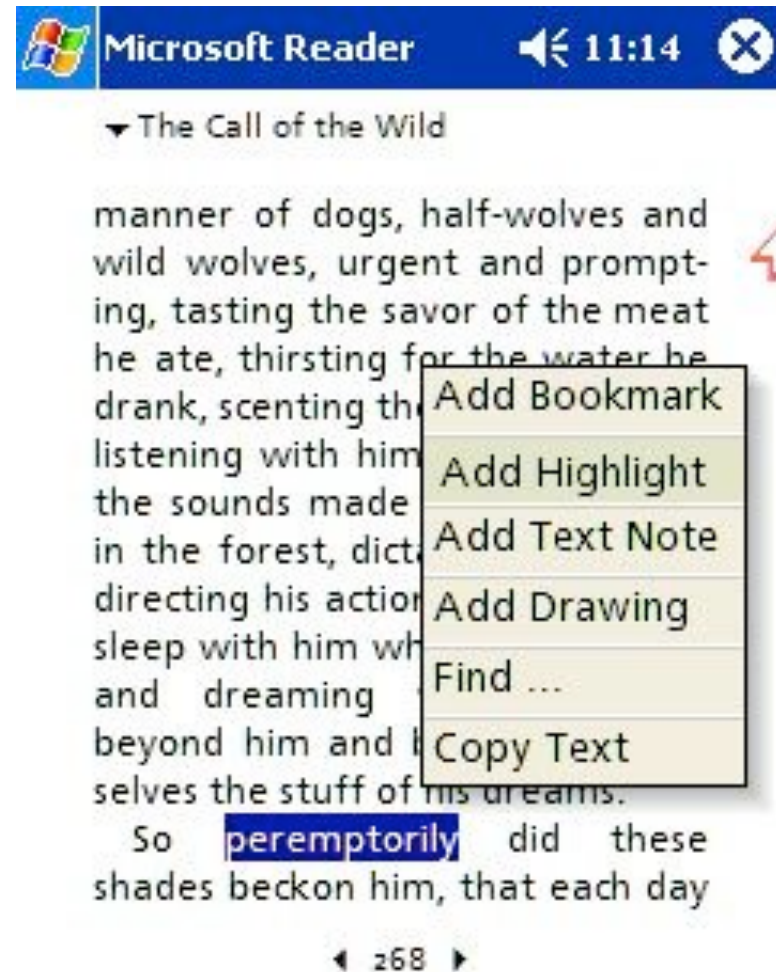 Microsoft Reader 11:14
The Call of the Wild
manner of dogs, half-wolves and
wild wolves, urgent and prompt-
ing, tasting the savor of the meat
he ate, thirsting for the water he
drank, scenting
listening with him
the sounds made
in the forest,
directing his
sleep with him
and dreaming
beyond him and
selves the stuff of his dreams.
So peremptorily did these
shades beckon him, that each day
Add Bookmark
Add Highlight
Add Text Note
Add Drawing
Find ...
Copy Text
268